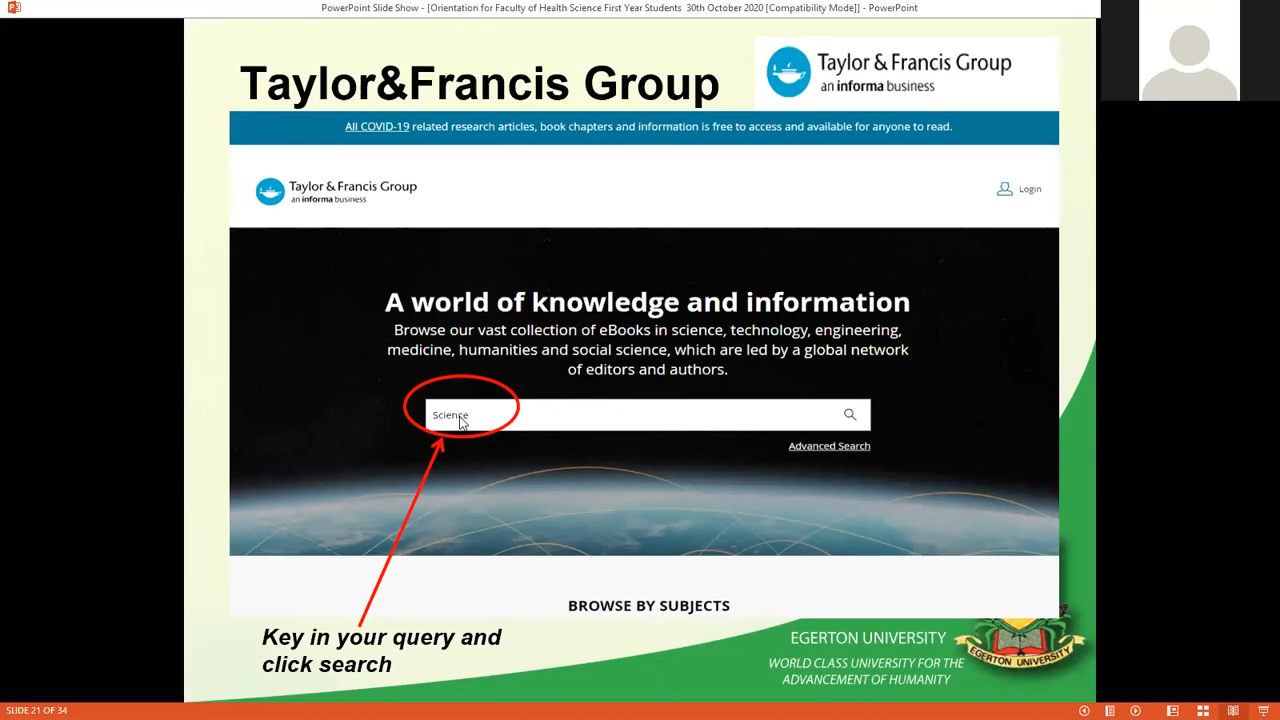 PowerPoint Slide Show - [Orientation for Faculty of Health Science First Year Students 30th October 2020 [Compatibility Mode]] - PowerPoint
Taylor&Francis Group
Taylor & Francis Group
an informa business
All COVID-19 related research articles, book chapters and information is free to access and available for anyone to read.
Taylor & Francis Group
an informa business
Login
A world of knowledge and information
Browse our vast collection of eBooks in science, technology, engineering,
medicine, humanities and social science, which are led by a global network
of editors and authors.
Science
Advanced Search
BROWSE BY SUBJECTS
Key in your query and
click search
EGERTON UNIVERSITY
WORLD CLASS UNIVERSITY FOR THE
ADVANCEMENT OF HUMANITY
EGERTON UNIVERSITY
SLIDE 21 OF 34